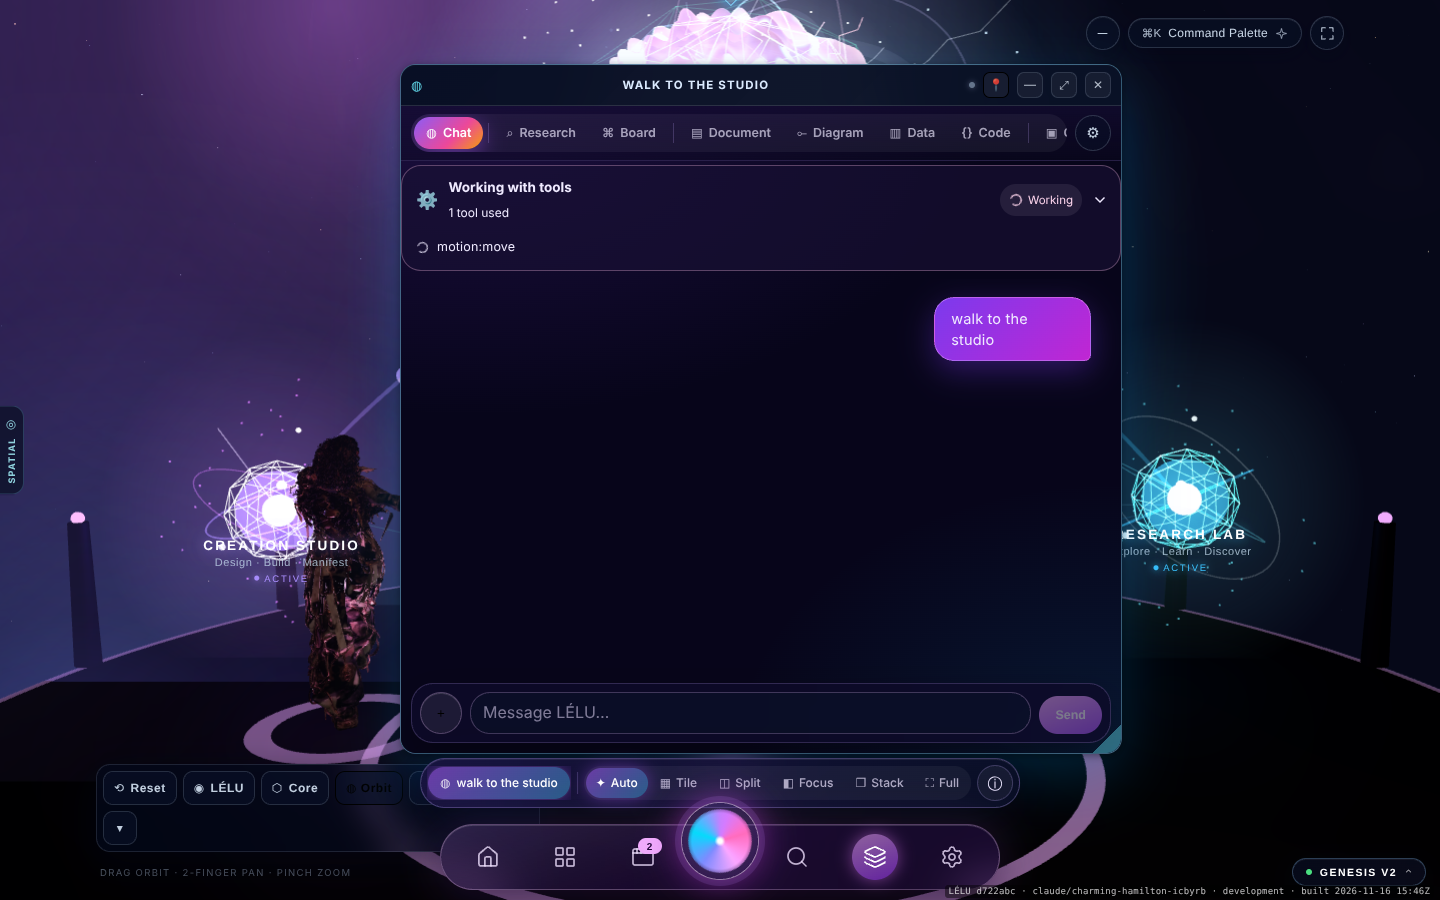 ⌘K Command Palette
WALK TO THE STUDIO
Chat
Research
⌘ Board
Document
Diagram
Data
{} Code
Working with tools
1 tool used
Working
motion:move
walk to the
studio
SPATIAL
CREATION STUDIO
Design · Build · Manifest
ACTIVE
ESEARCH LAB
plore · Learn · Discover
ACTIVE
+
Message LÉLU...
Send
Reset
LÉLU
Core
Orbit
walk to the studio
Auto
Tile
Split
Focus
Stack
Full
2
DRAG ORBIT · 2-FINGER PAN · PINCH ZOOM
GENESIS V2
LÉLU d722abc · claude/charming-hamilton-icbyrb · development · built 2026-11-16 15:46Z